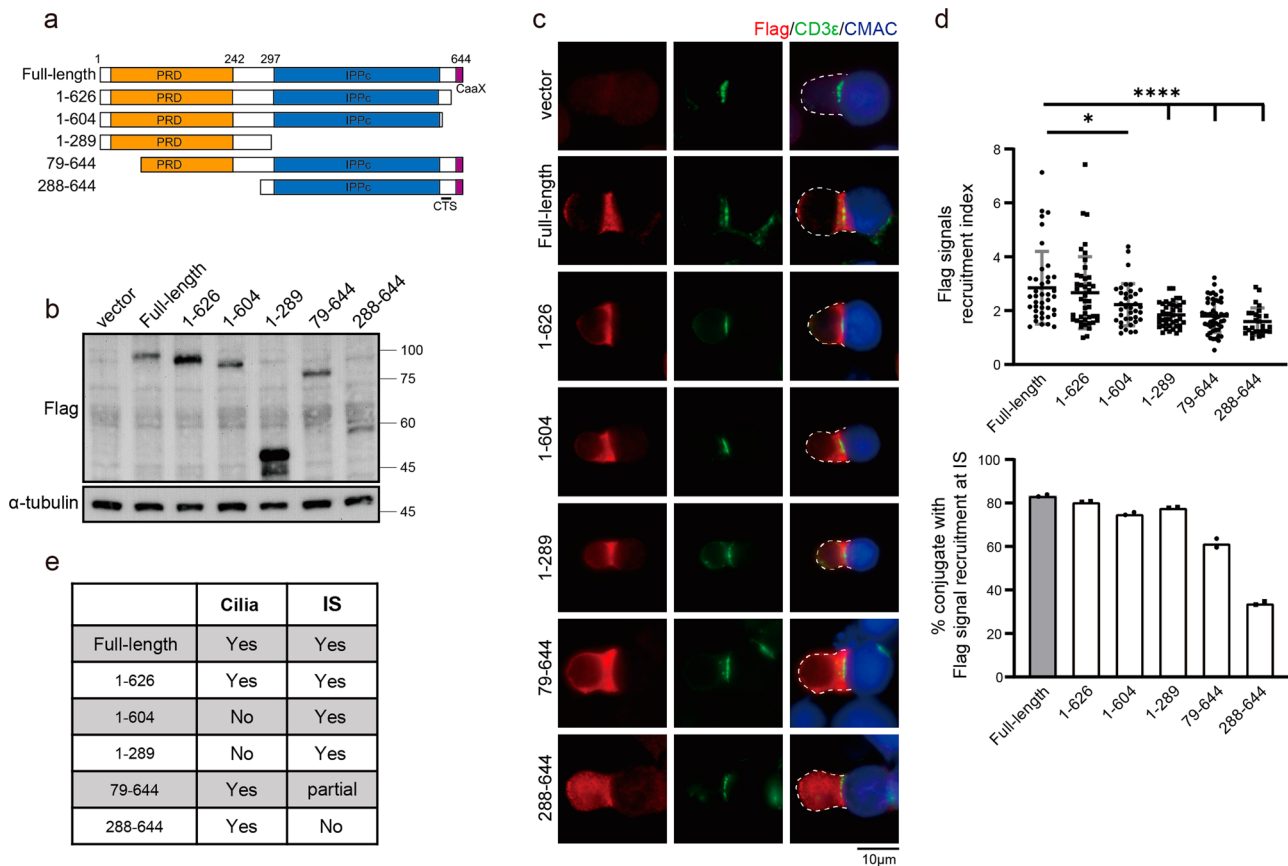 a
1 242 297 644
Full-length PRD IPPc
CaaX
1-626 PRD IPPc
1-604 PRD IPPc
1-289 PRD
79-644 PRD IPPc
288-644 IPPc
CTS
b
vector Full-length 1-626 1-604 1-289 79-644 288-644
Flag
100
75
60
45
α-tubulin
45
e
Cilia IS
Full-length Yes Yes
1-626 Yes Yes
1-604 No Yes
1-289 No Yes
79-644 Yes partial
288-644 Yes No
c
Flag/CD3ε/CMAC
vector
Full-length
1-626
1-604
1-289
79-644
288-644
10μm
d
****
*
Flag signals
recruitment index
8
6
4
2
0
Full-length 1-626 1-604 1-289 79-644 288-644
% conjugate with
Flag signal recruitment at IS
100
80
60
40
20
0
Full-length 1-626 1-604 1-289 79-644 288-644